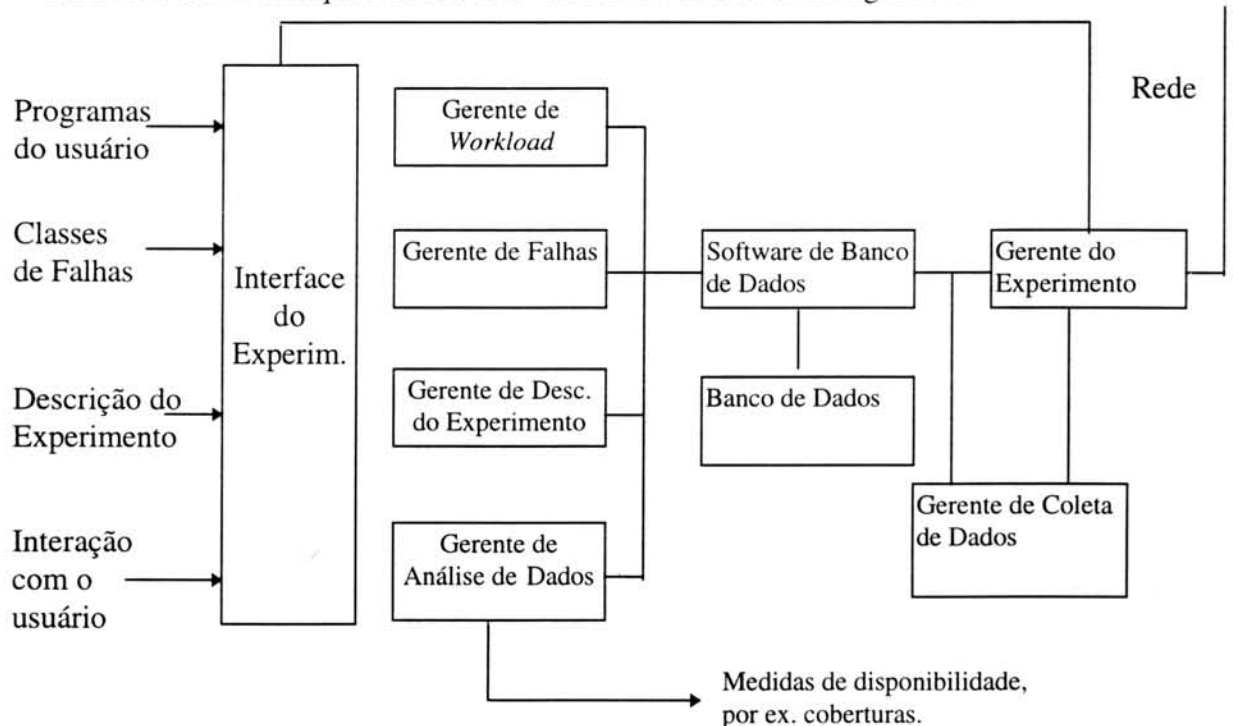 Rede
Programas
do usuário
Classes
de Falhas
Descrição do
Experimento
Interação
com o
usuário
Interface
do
Experim.
Gerente de
Workload
Gerente de Falhas
Gerente de Desc.
do Experimento
Gerente de
Análise de Dados
Software de Banco
de Dados
Banco de Dados
Gerente do
Experimento
Gerente de Coleta
de Dados
Medidas de disponibilidade,
por ex. coberturas.